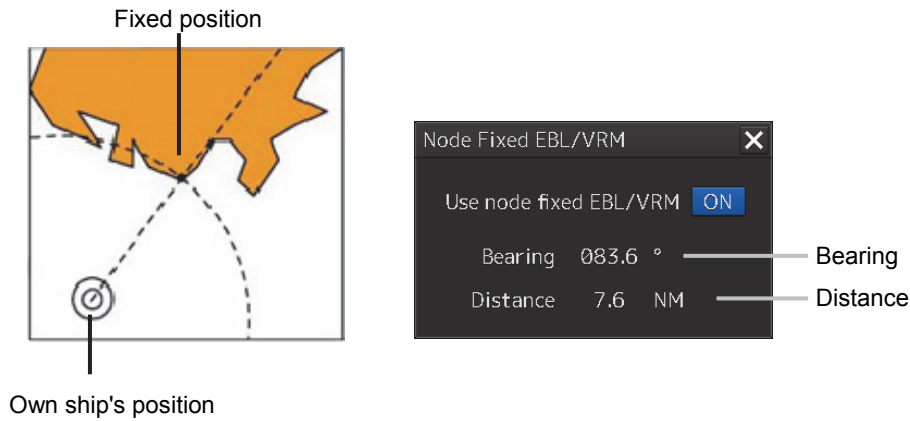 Fixed position
Own ship's position
Node Fixed EBL/VRM
Use node fixed EBL/VRM ON
Bearing 083.6 ° Bearing
Distance 7.6 NM Distance